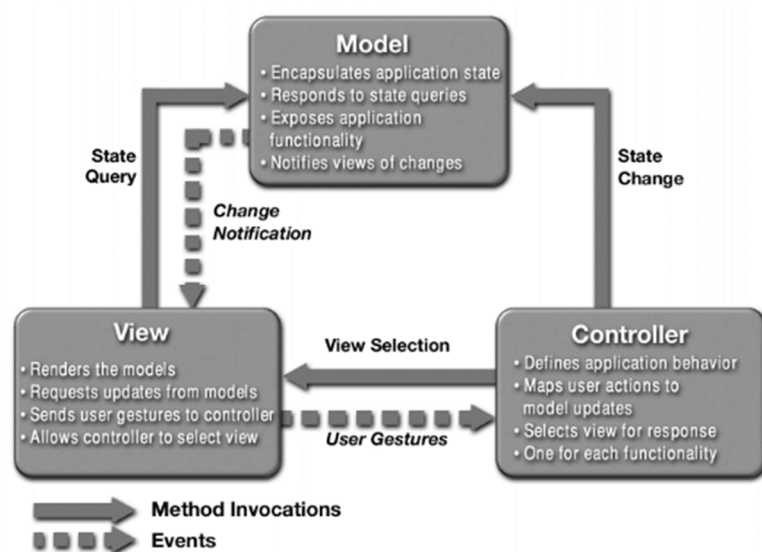 Model
• Encapsulates application state
• Responds to state queries
• Exposes application
functionality
• Notifies views of changes
State
Query
Change
Notification
State
Change
View
• Renders the models
• Requests updates from models
• Sends user gestures to controller
• Allows controller to select view
View Selection
User Gestures
Controller
• Defines application behavior
• Maps user actions to
model updates
• Selects view for response
• One for each functionality
Method Invocations
Events